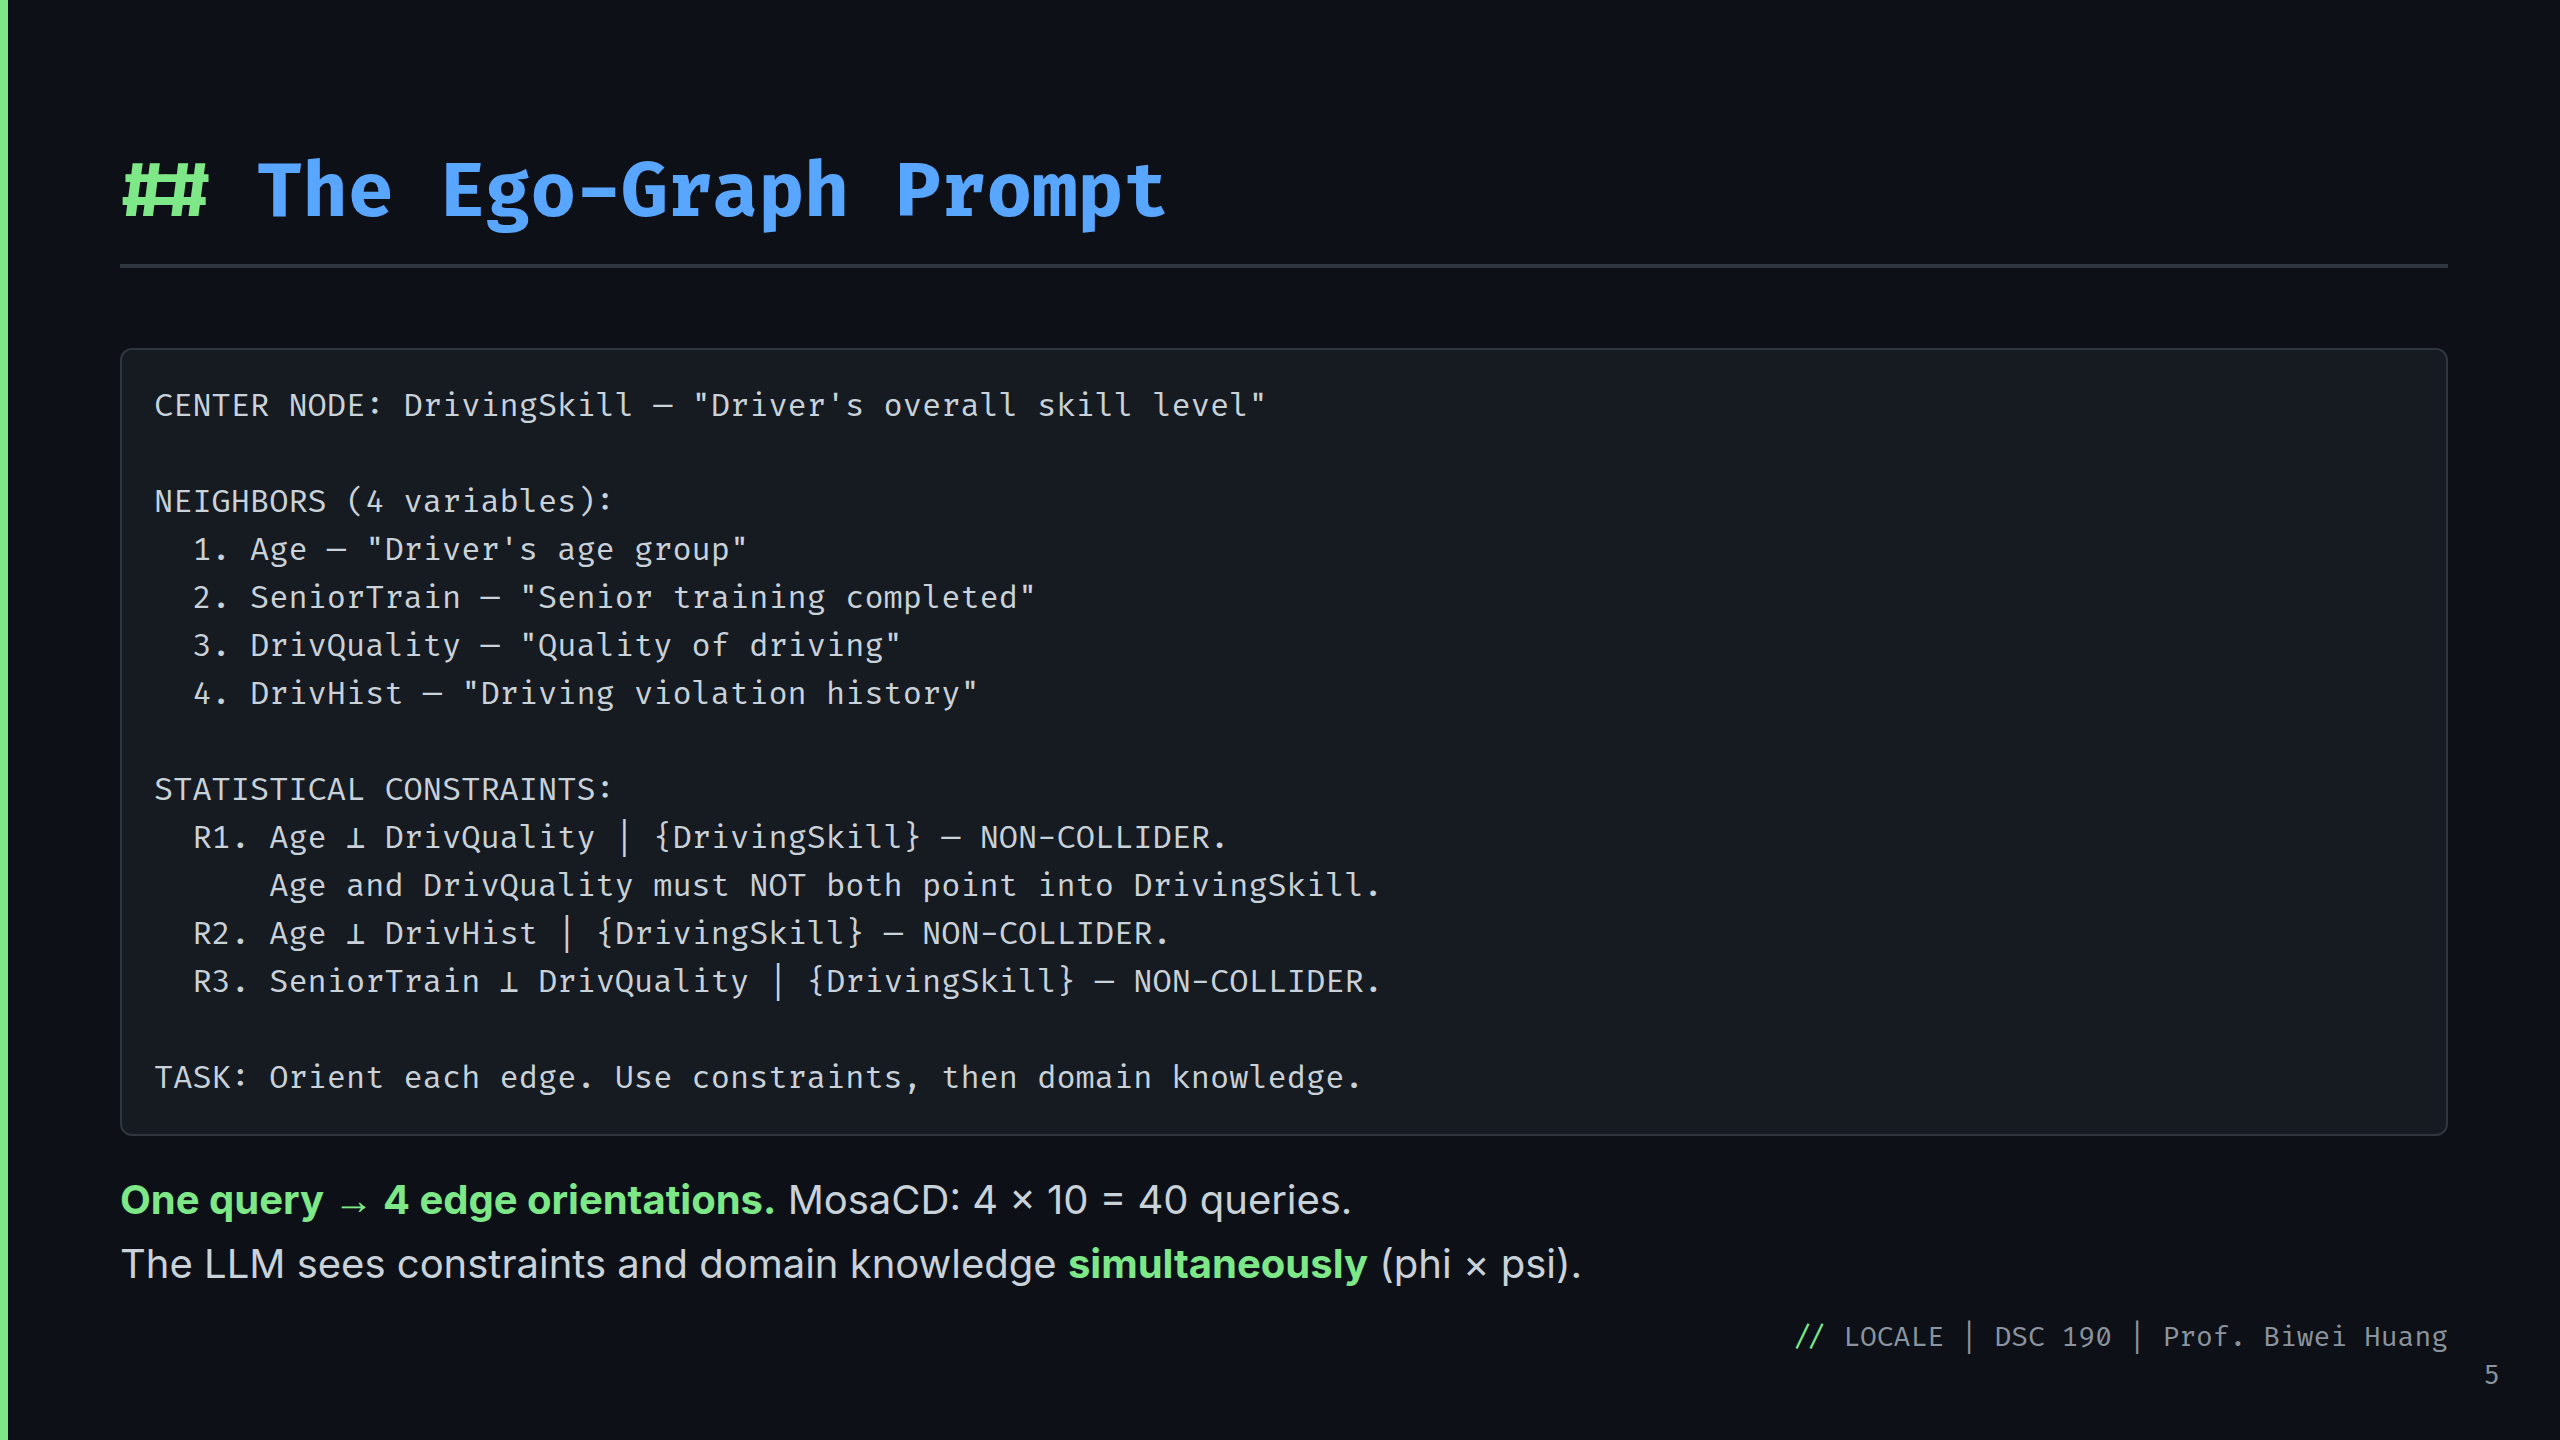 ## The Ego-Graph Prompt
CENTER NODE: DrivingSkill — "Driver's overall skill level"
NEIGHBORS (4 variables):
1. Age — "Driver's age group"
2. SeniorTrain — "Senior training completed"
3. DrivQuality — "Quality of driving"
4. DrivHist — "Driving violation history"
STATISTICAL CONSTRAINTS:
R1. Age ⊥ DrivQuality | {DrivingSkill} — NON-COLLIDER.
Age and DrivQuality must NOT both point into DrivingSkill.
R2. Age ⊥ DrivHist | {DrivingSkill} — NON-COLLIDER.
R3. SeniorTrain ⊥ DrivQuality | {DrivingSkill} — NON-COLLIDER.
TASK: Orient each edge. Use constraints, then domain knowledge.
One query → 4 edge orientations. MosaCD: 4 × 10 = 40 queries.
The LLM sees constraints and domain knowledge simultaneously (phi × psi).
// LOCALE | DSC 190 | Prof. Biwei Huang
5